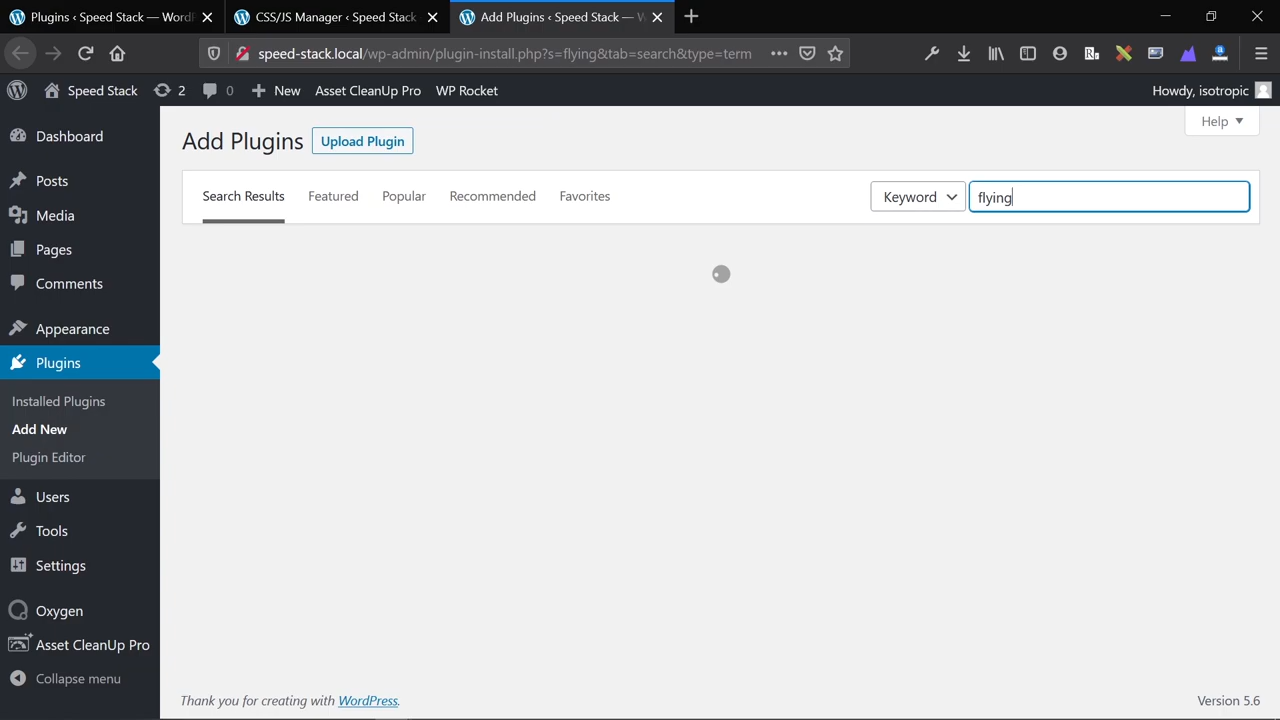 Plugins ‹ Speed Stack — WordP
CSS/JS Manager ‹ Speed Stack
Add Plugins ‹ Speed Stack — W
speed-stack.local/wp-admin/plugin-install.php?s=flying&tab=search&type=term
Speed Stack
2
0
New
Asset CleanUp Pro
WP Rocket
Howdy, isotropic
Dashboard
Posts
Media
Pages
Comments
Appearance
Plugins
Installed Plugins
Add New
Plugin Editor
Users
Tools
Settings
Oxygen
Asset CleanUp Pro
Collapse menu
Help
Add Plugins
Upload Plugin
Search Results
Featured
Popular
Recommended
Favorites
Keyword
flying
Thank you for creating with WordPress.
Version 5.6